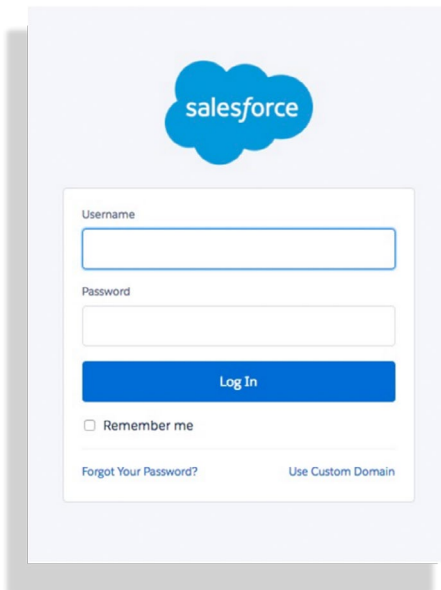 salesforce
Username
Password
Log In
Remember me
Forgot Your Password? Use Custom Domain